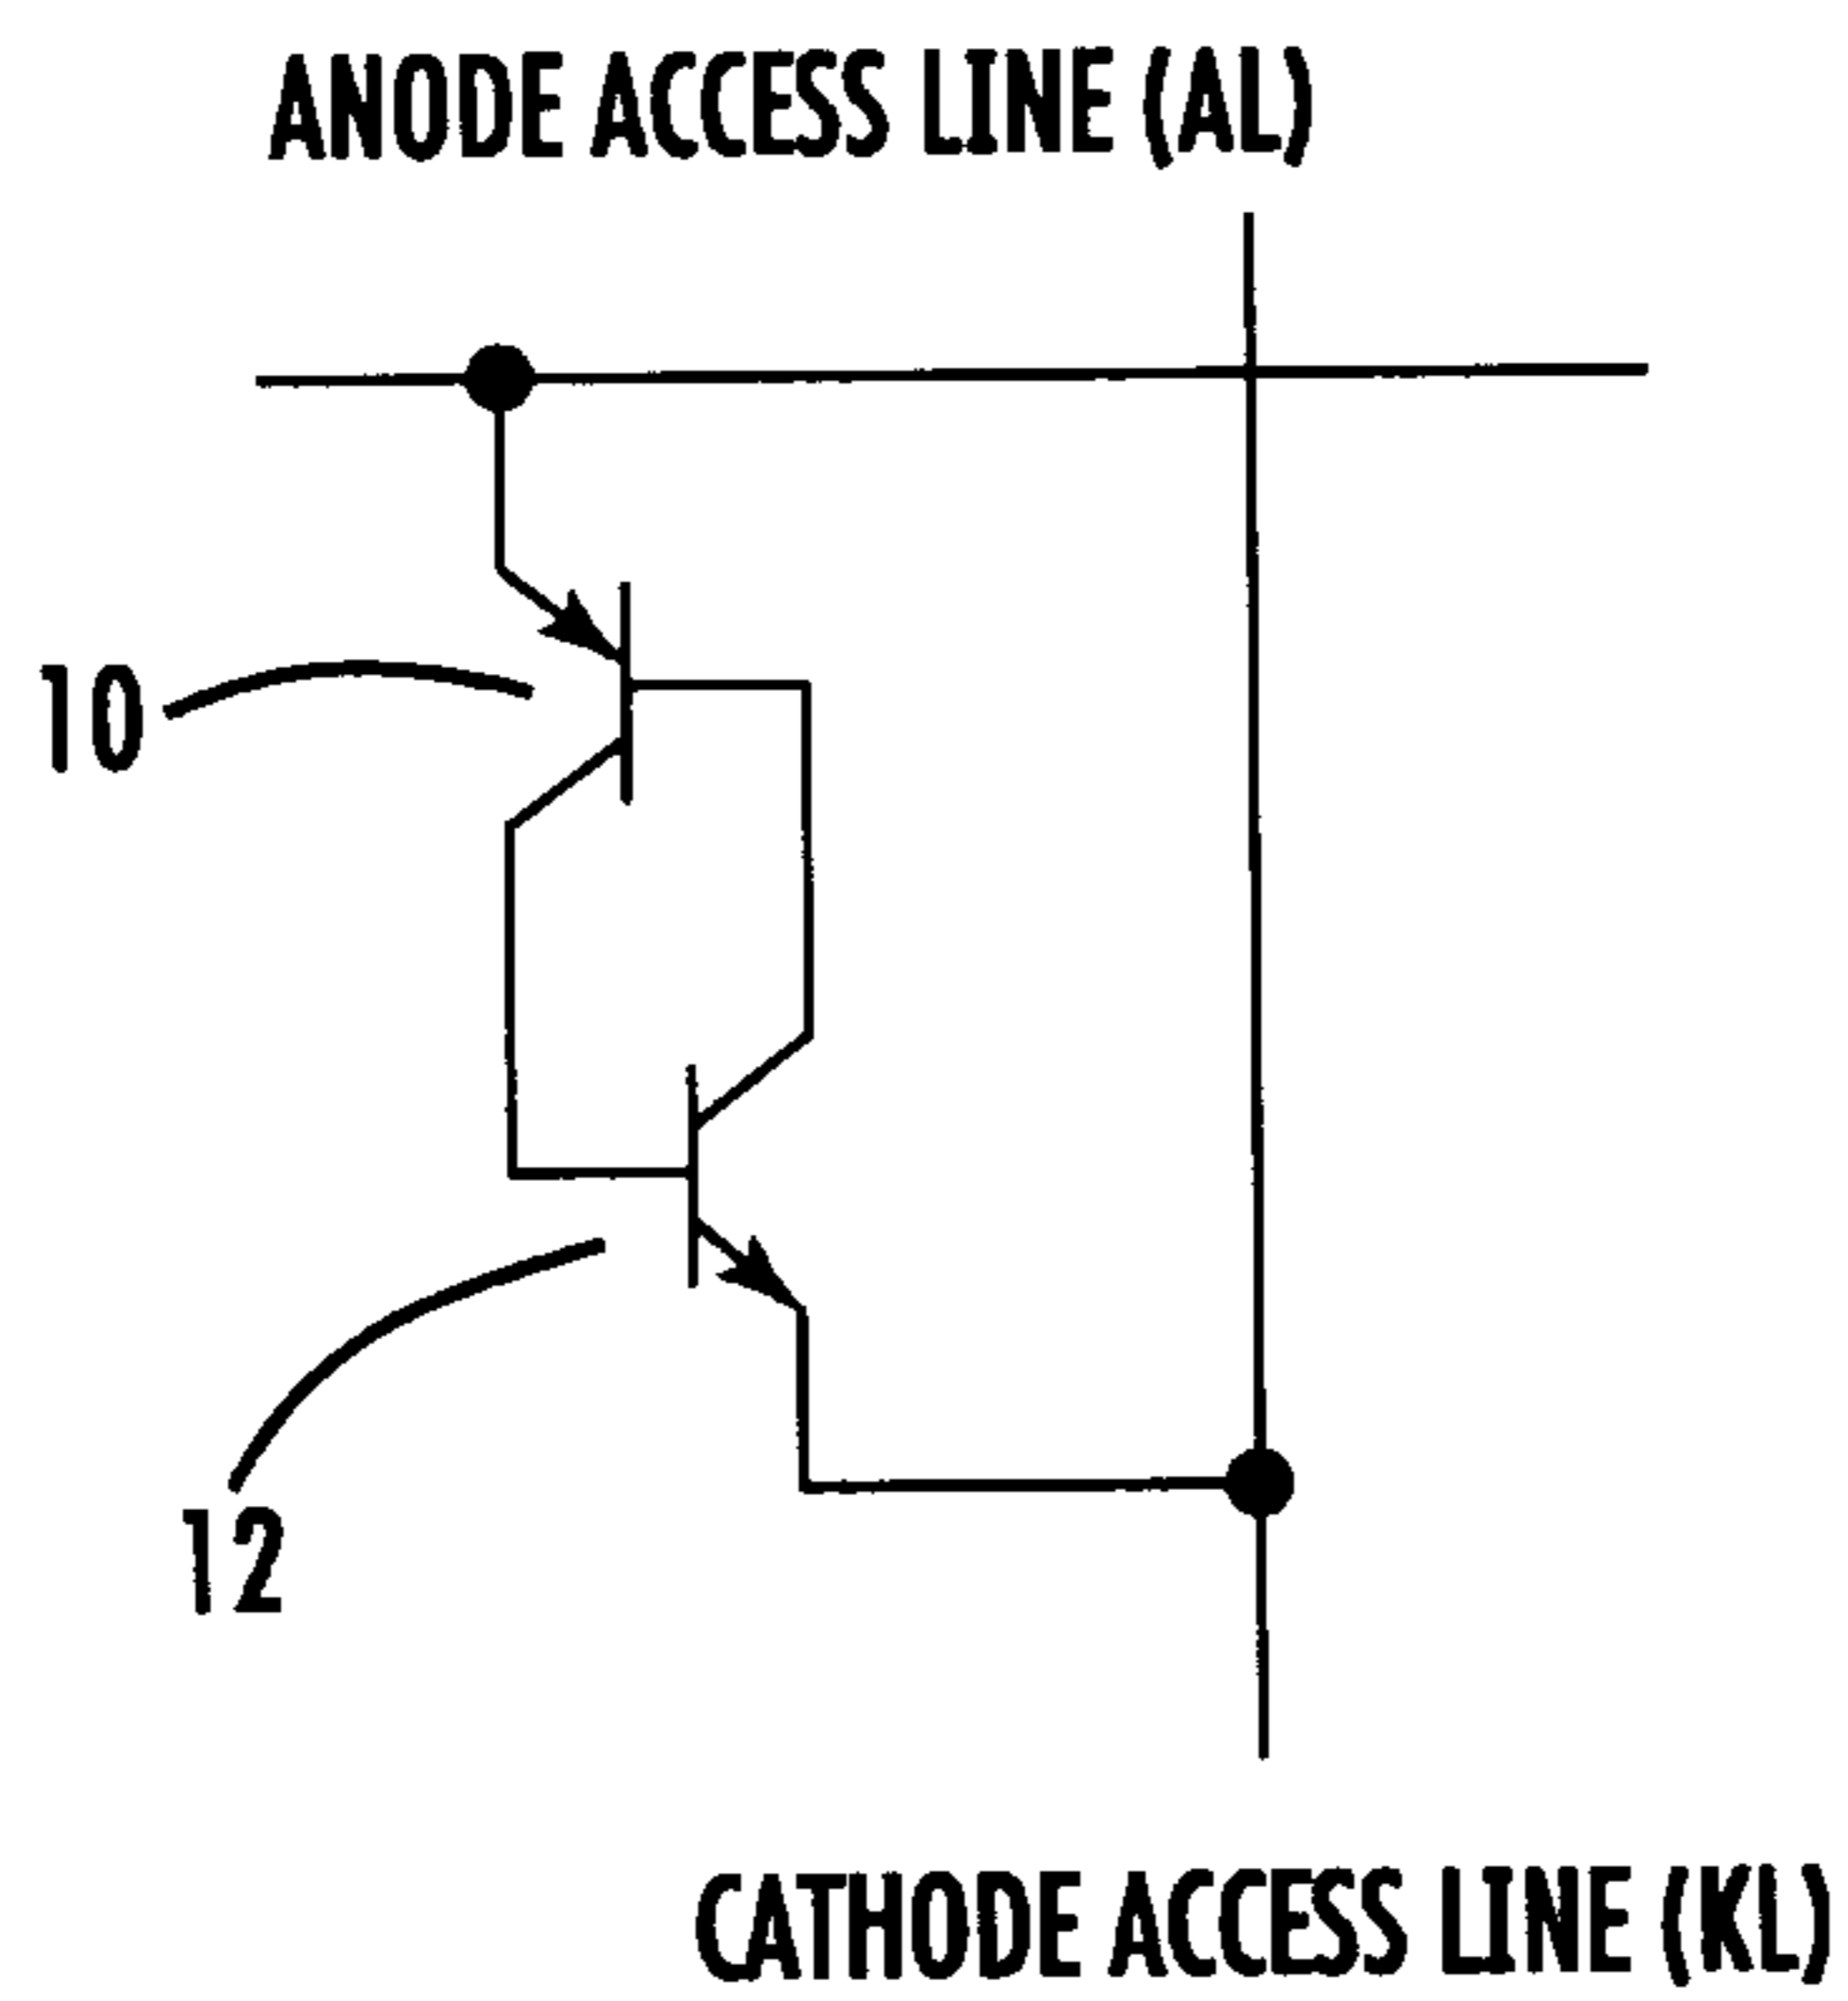 ANODE ACCESS LINE (AL)
10
12
CATHODE ACCESS LINE (KL)